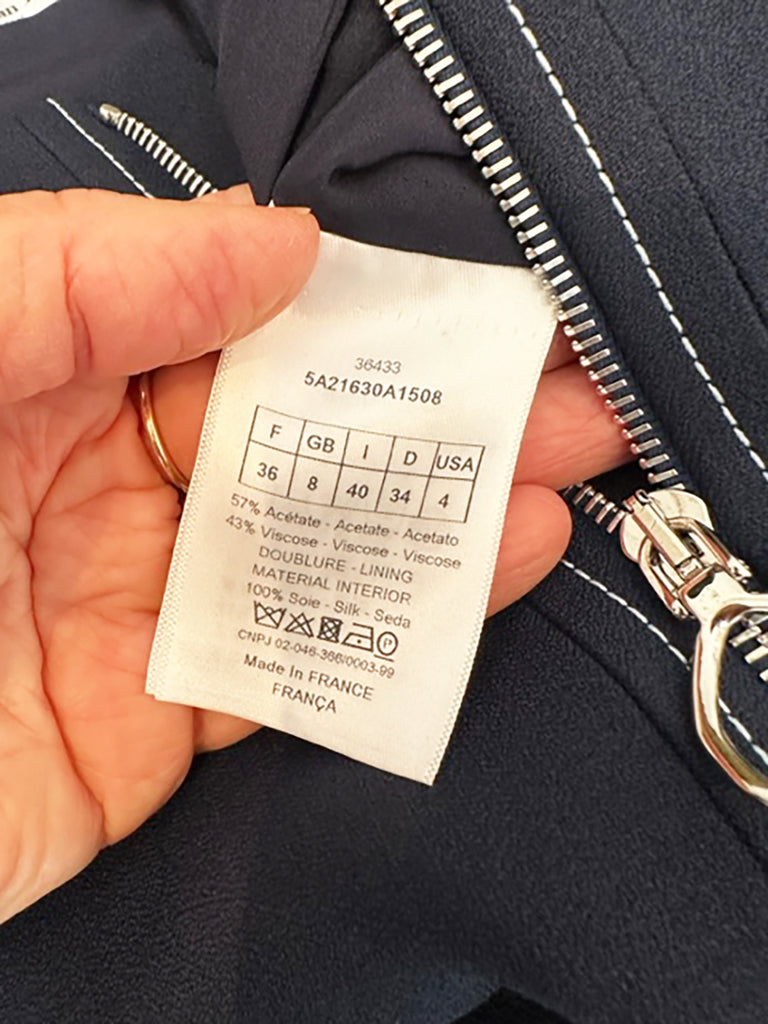 an
36433
5A21630A1508
F GB I D USA
36 8 40 34 4
57% Acétate - Acetate - Acetato
43% Viscose - Viscose - Viscose
DOUBLURE - LINING
MATERIAL INTERIOR
100% Soie - Silk - Seda
P
CNPJ 02-046-366/0003-99
Made In FRANCE
FRANÇA